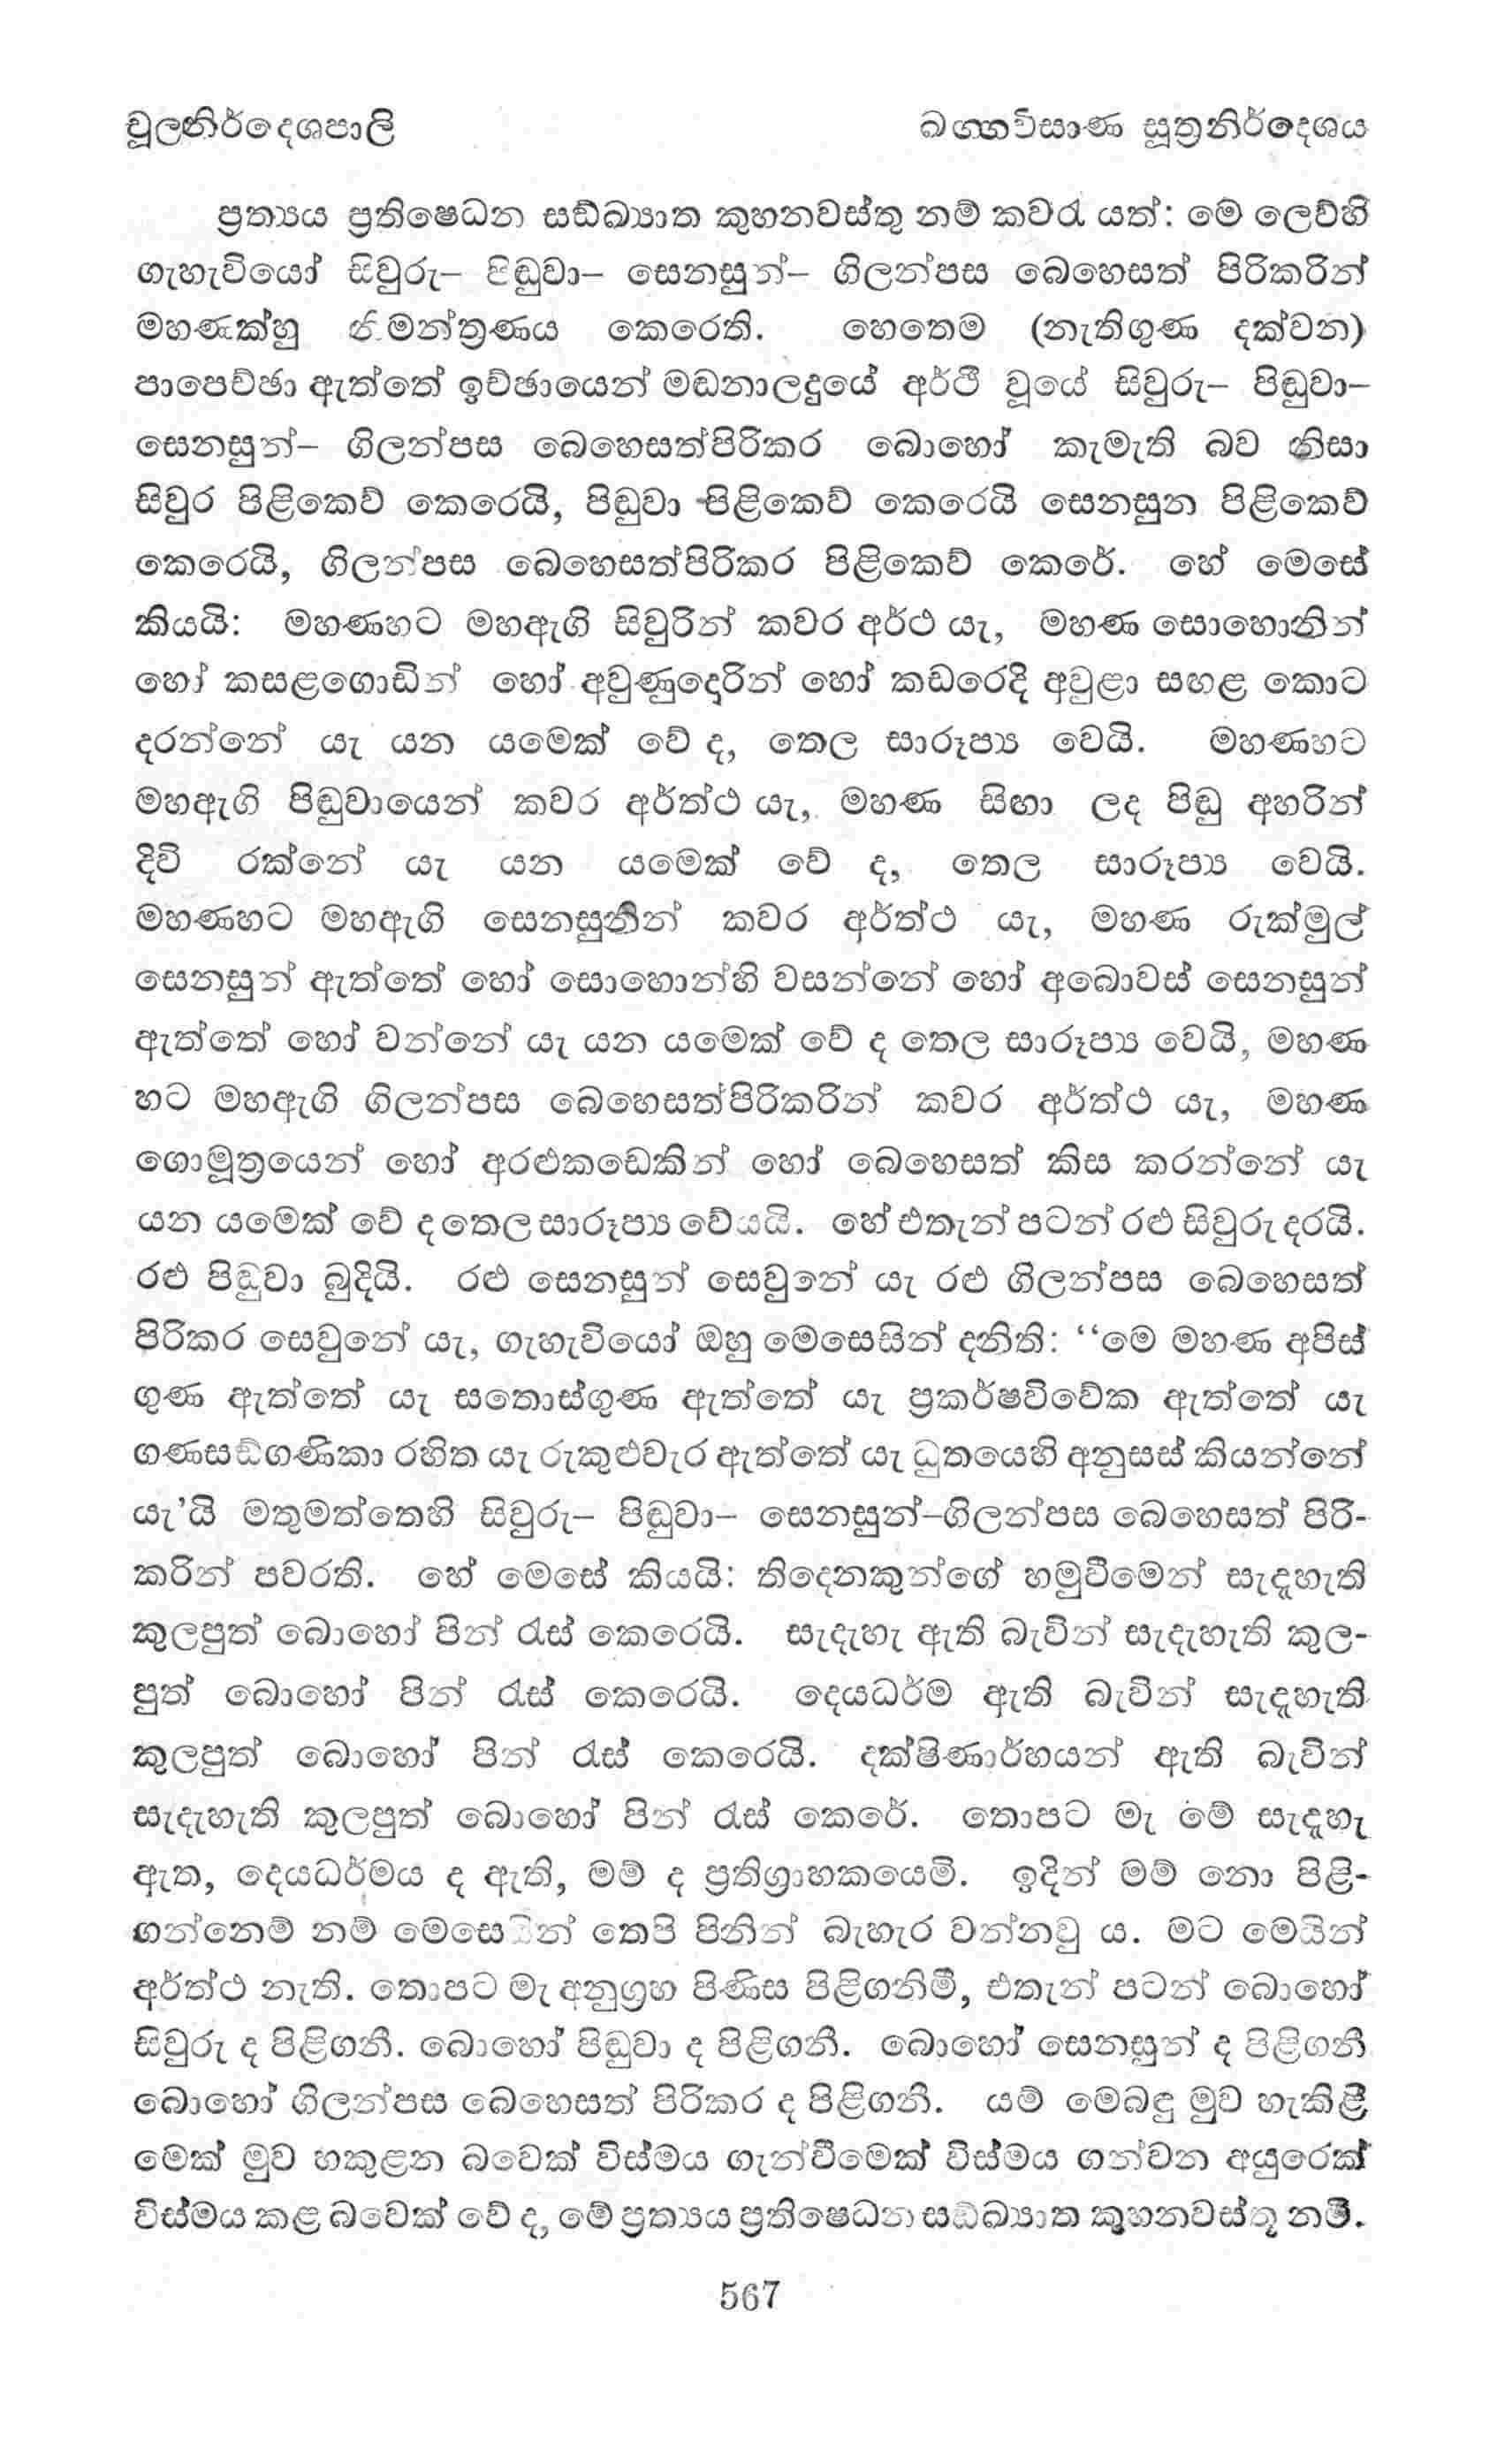 චූලනිර්දෙශපාලි ඛග්ගවිසාණ සූත්‍රනිර්දෙශය
ප්‍රත්‍යය ප්‍රතිෂෙධන සඞ්ඛ්‍යාත කුහනවස්තු නම් කවරැ යත්: මෙ ලෙව්හි
ගැහැවියෝ සිවුරු– පිඬුවා– සෙනසුන්– ගිලන්පස බෙහෙසත් පිරිකරින්
මහණක්හු නිමන්ත්‍රණය කෙරෙති. හෙතෙම (නැතිගුණ දක්වන)
පාපෙච්ඡා ඇත්තේ ඉච්ඡායෙන් මඬනාලදුයේ අර්ථි වූයේ සිවුරු– පිඬුවා–
සෙනසුන්– ගිලන්පස බෙහෙසත්පිරිකර බොහෝ කැමැති බව නිසා
සිවුර පිළිකෙව් කෙරෙයි, පිඬුවා පිළිකෙව් කෙරෙයි සෙනසුන පිළිකෙව්
කෙරෙයි, ගිලන්පස බෙහෙසත්පිරිකර පිළිකෙව් කෙරේ. හේ මෙසේ
කියයි: මහණහට මහඇගි සිවුරින් කවර අර්ථ යැ, මහණ සොහොනින්
හෝ කසළගොඩින් හෝ අවුණුදොරින් හෝ කඩරෙදි අවුළා සඟළ කොට
දරන්නේ යැ යන යමෙක් වේ ද, තෙල සාරූප්‍ය වෙයි. මහණහට
මහඇගි පිඬුවායෙන් කවර අර්ත්ථ යැ, මහණ සිඟා ලද පිඬු අහරින්
දිවි රක්නේ යැ යන යමෙක් වේ ද, තෙල සාරූප්‍ය වෙයි.
මහණහට මහඇගි සෙනසුනින් කවර අර්ත්ථ යැ, මහණ රුක්මුල්
සෙනසුන් ඇත්තේ හෝ සොහොන්හි වසන්නේ හෝ අබොවස් සෙනසුන්
ඇත්තේ හෝ වන්නේ යැ යන යමෙක් වේ ද තෙල සාරූප්‍ය වෙයි, මහණ
හට මහඇගි ගිලන්පස බෙහෙසත්පිරිකරින් කවර අර්ත්ථ යැ, මහණ
ගොමූත්‍රයෙන් හෝ අරළුකඩෙකින් හෝ බෙහෙසත් කිස කරන්නේ යැ
යන යමෙක් වේ ද තෙල සාරූප්‍ය වේයයි. හේ එතැන් පටන් රළු සිවුරු දරයි.
රළු පිඬුවා බුදියි. රළු සෙනසුන් සෙවුනේ යැ රළු ගිලන්පස බෙහෙසත්
පිරිකර සෙවුනේ යැ, ගැහැවියෝ ඔහු මෙසෙසින් දනිති: “මෙ මහණ අපිස්
ගුණ ඇත්තේ යැ සතොස්ගුණ ඇත්තේ යැ ප්‍රකර්ෂවිවේක ඇත්තේ යැ
ගණසඞ්ගණිකා රහිත යැ රුකුළුවැර ඇත්තේ යැ ධුතයෙහි අනුසස් කියන්නේ
යැ’යි මතුමත්තෙහි සිවුරු– පිඬුවා– සෙනසුන්–ගිලන්පස බෙහෙසත් පිරි-
කරින් පවරති. හේ මෙසේ කියයි: තිදෙනකුන්ගේ හමුවීමෙන් සැදැහැති
කුලපුත් බොහෝ පින් රැස් කෙරෙයි. සැදැහැ ඇති බැවින් සැදැහැති කුල-
පුත් බොහෝ පින් රැස් කෙරෙයි. දෙයධර්ම ඇති බැවින් සැදැහැති
කුලපුත් බොහෝ පින් රැස් කෙරෙයි. දක්ෂිණාර්හයන් ඇති බැවින්
සැදැහැති කුලපුත් බොහෝ පින් රැස් කෙරේ. තොපට මැ මේ සැදැහැ
ඇත, දෙයධර්මය ද ඇති, මම් ද ප්‍රතිග්‍රාහකයෙමි. ඉදින් මම් නො පිළි-
ගන්නෙම් නම් මෙසෙයින් තෙපි පිනින් බැහැර වන්නවු ය. මට මෙයින්
අර්ත්ථ නැති. තොපට මැ අනුග්‍රහ පිණිස පිළිගනිමී, එතැන් පටන් බොහෝ
සිවුරු ද පිළිගනී. බොහෝ පිඬුවා ද පිළිගනී. බොහෝ සෙනසුන් ද පිළිගනී
බොහෝ ගිලන්පස බෙහෙසත් පිරිකර ද පිළිගනී. යම් මෙබඳු මුව හැකිළී
මෙක් මුව හකුළන බවෙක් විස්මය ගැන්වීමෙක් විස්මය ගන්වන අයුරෙක්
විස්මය කළ බවෙක් වේ ද, මේ ප්‍රත්‍යය ප්‍රතිෂෙධන සඞ්ඛ්‍යාත කුහනවස්තු නමි.
567